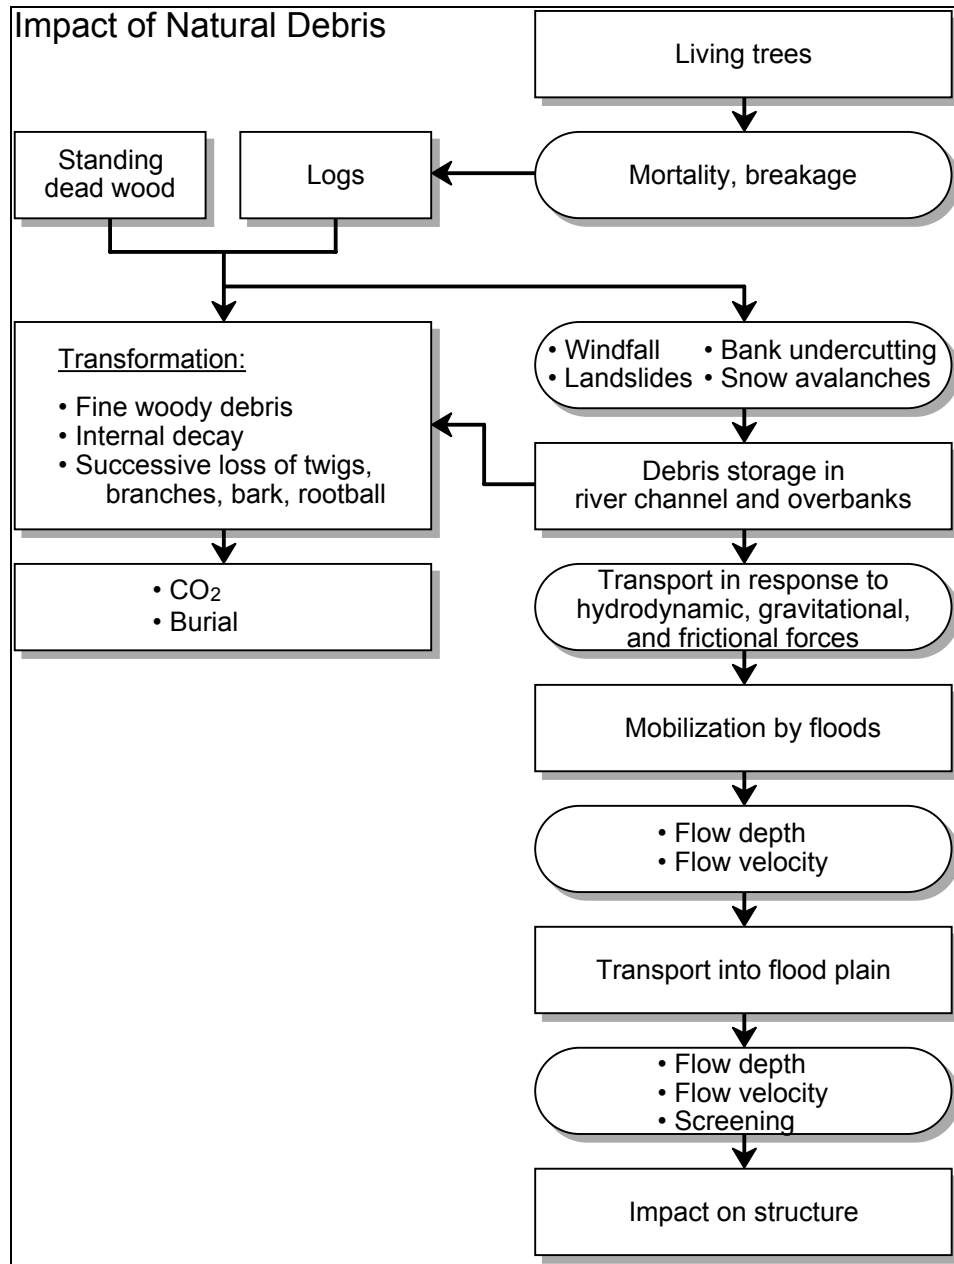 Impact of Natural Debris
Living trees
Standing
dead wood
Logs
Mortality, breakage
Transformation:
• Fine woody debris
• Internal decay
• Successive loss of twigs,
branches, bark, rootball
• Windfall
• Landslides
• Bank undercutting
• Snow avalanches
Debris storage in
river channel and overbanks
• CO2
• Burial
Transport in response to
hydrodynamic, gravitational,
and frictional forces
Mobilization by floods
• Flow depth
• Flow velocity
Transport into flood plain
• Flow depth
• Flow velocity
• Screening
Impact on structure